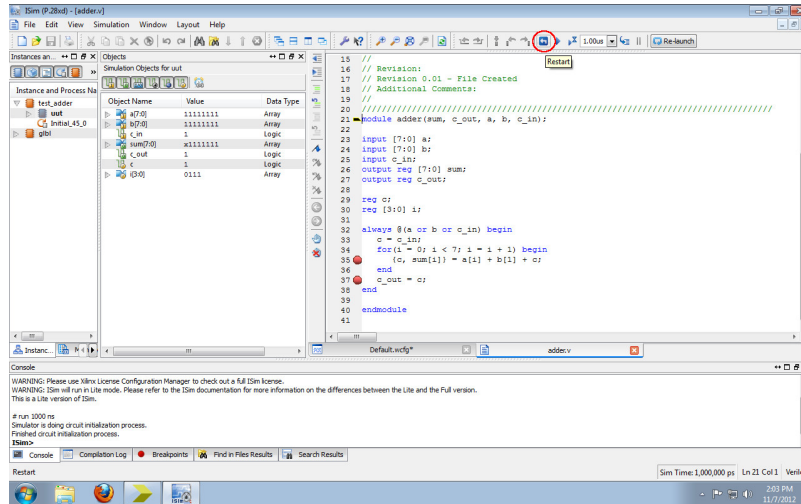 ISim (P.28xd) - [adder.v]
File Edit View Simulation Window Layout Help
1.00us Re-launch
Restart
Instances an...
Objects
Simulation Objects for uut
Instance and Process Na
test_adder
uut
Initial_45_0
glbl
Object Name Value Data Type
a[7:0] 11111111 Array
b[7:0] 11111111 Array
c_in 1 Logic
sum[7:0] x1111111 Array
c_out 1 Logic
c 1 Logic
i[3:0] 0111 Array
15 //
16 // Revision:
17 // Revision 0.01 - File Created
18 // Additional Comments:
19 //
20 //////////////////////////////////////////////////////////////////////////////////
21 module adder(sum, c_out, a, b, c_in);
22
23 input [7:0] a;
24 input [7:0] b;
25 input c_in;
26 output reg [7:0] sum;
27 output reg c_out;
28
29 reg c;
30 reg [3:0] i;
31
32 always @(a or b or c_in) begin
33 c = c_in;
34 for(i = 0; i < 7; i = i + 1) begin
35 {c, sum[i]} = a[i] + b[i] + c;
36 end
37 c_out = c;
38 end
39
40 endmodule
41
Instanc...
Default.wcfg*
adder.v
Console
WARNING: Please use Xilinx License Configuration Manager to check out a full ISim license.
WARNING: ISim will run in Lite mode. Please refer to the ISim documentation for more information on the differences between the Lite and the Full version.
This is a Lite version of ISim.
# run 1000 ns
Simulator is doing circuit initialization process.
Finished circuit initialization process.
ISim>
Console Compilation Log Breakpoints Find in Files Results Search Results
Restart
Sim Time: 1,000,000 ps Ln 21 Col 1 Veril
ISim
2:03 PM
11/7/2012